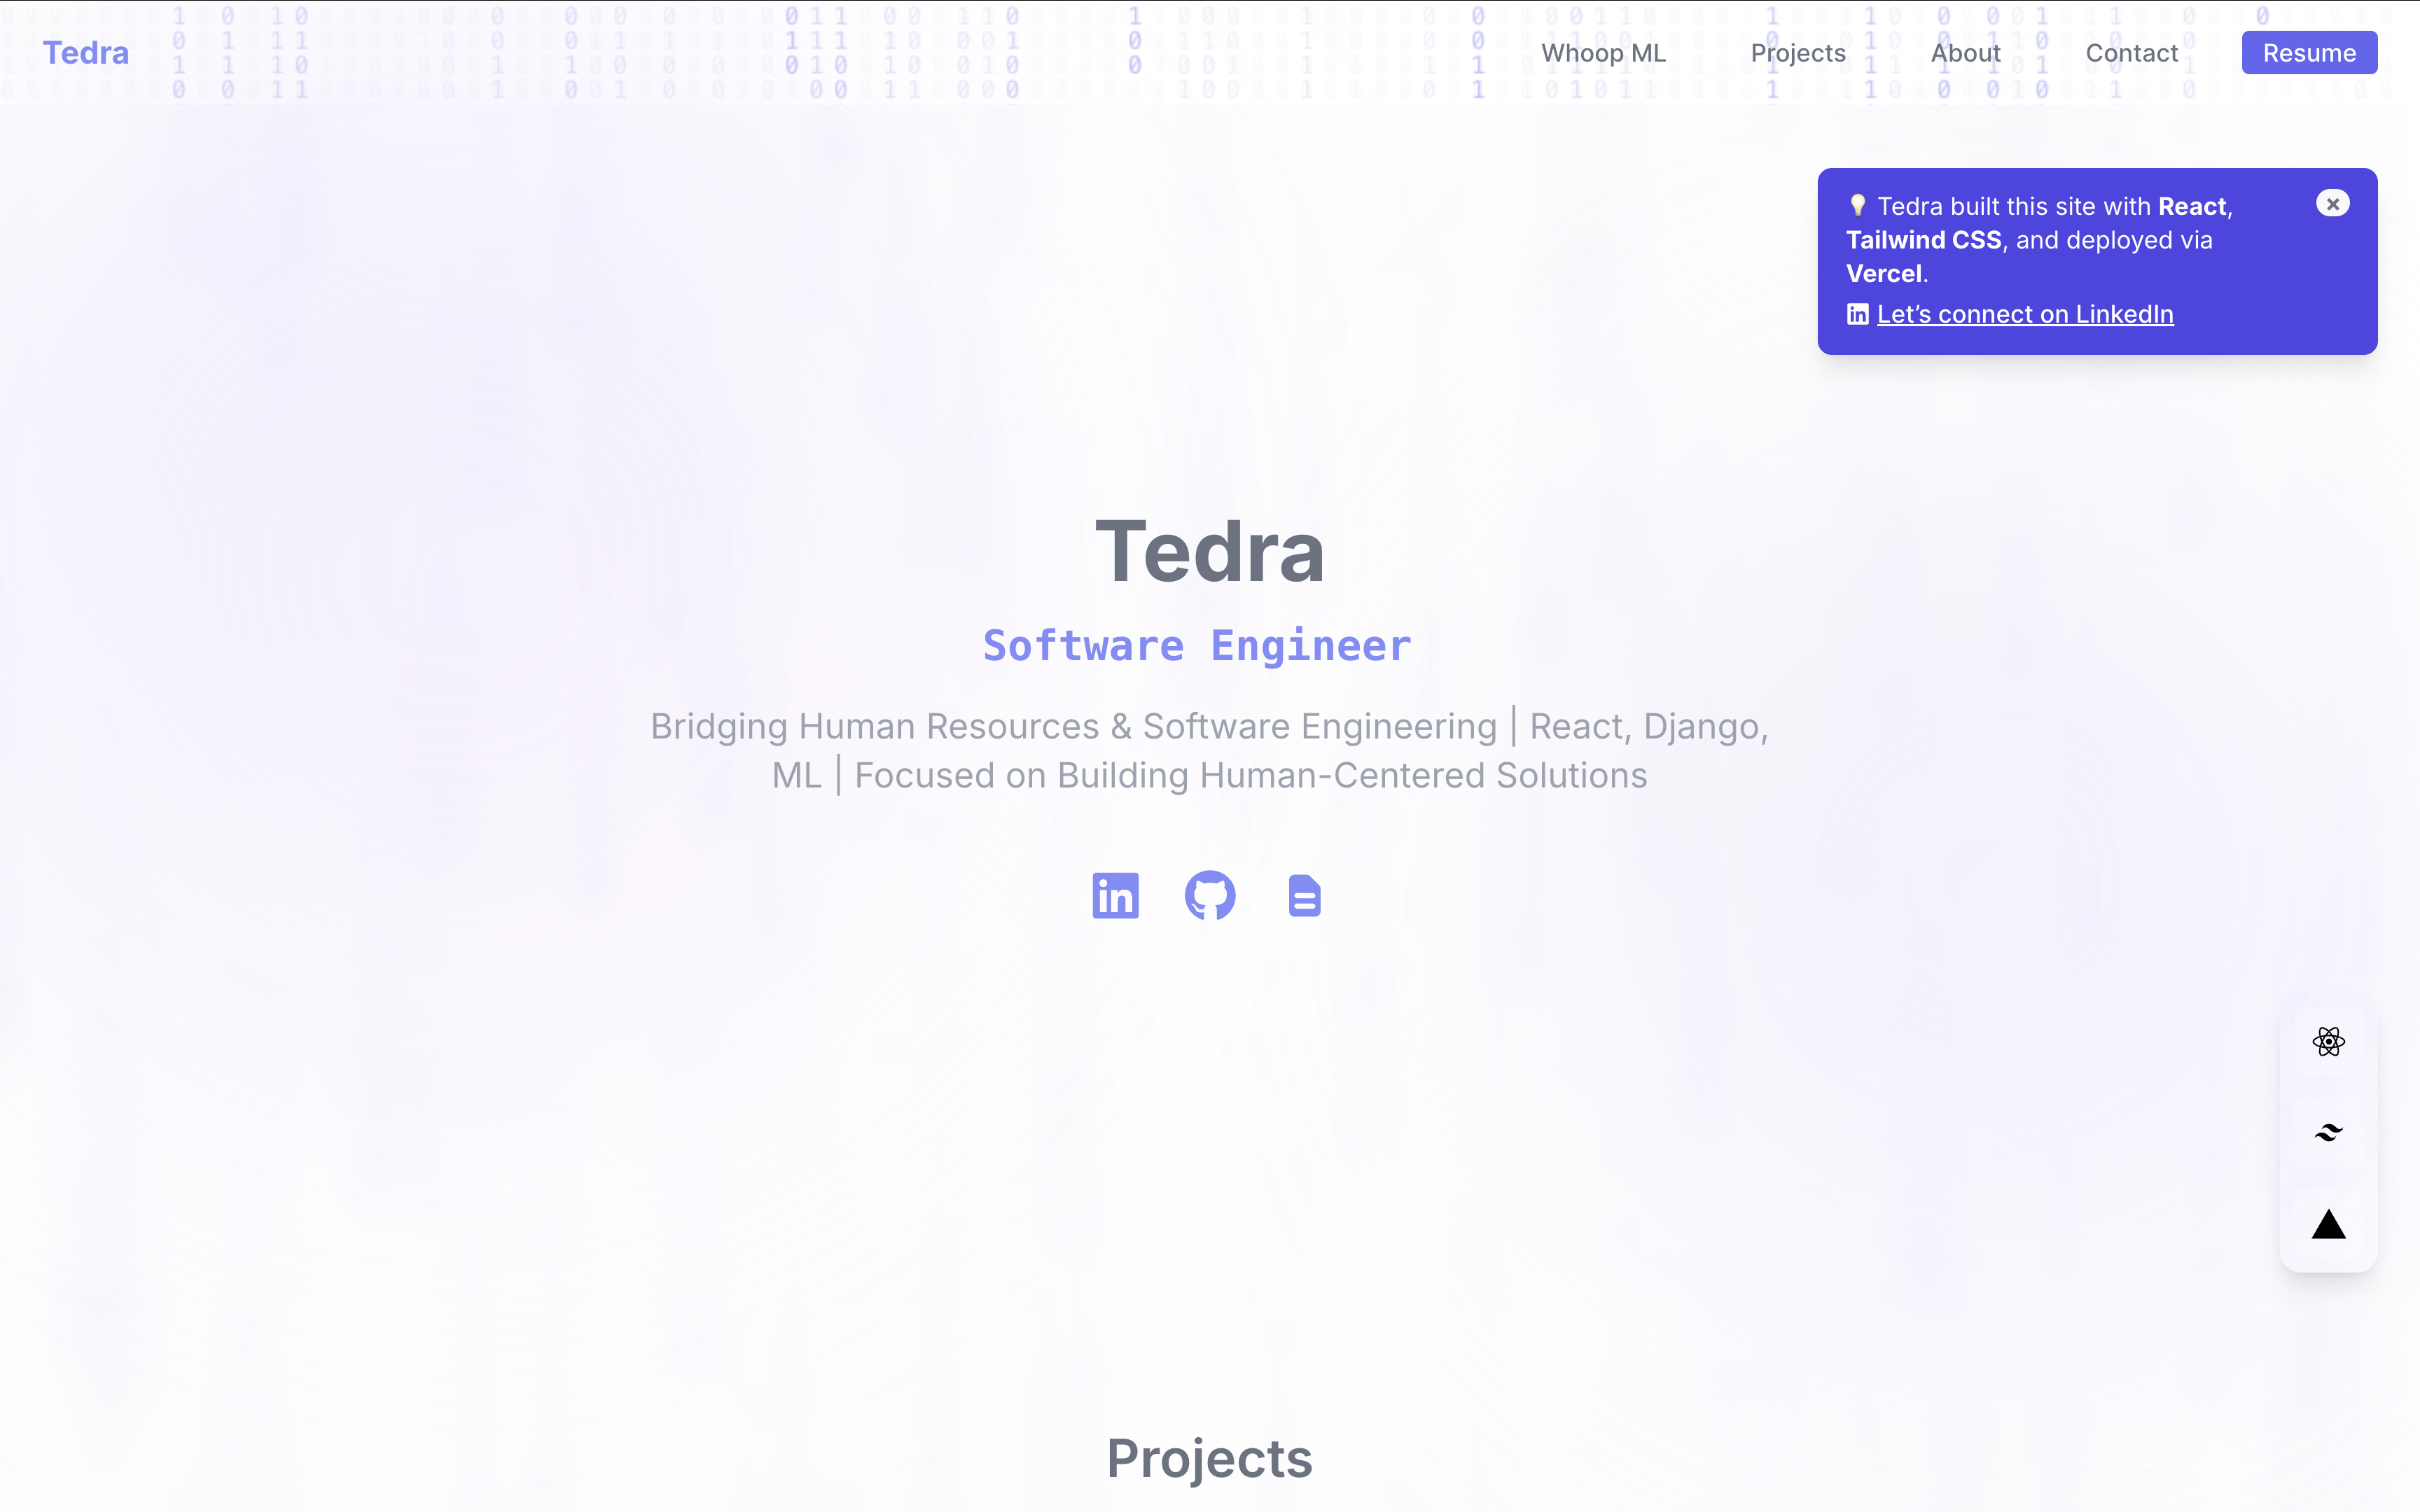 Tedra
Whoop ML
Projects
About
Contact
Resume
💡 Tedra built this site with React,
Tailwind CSS, and deployed via
Vercel.
in Let’s connect on LinkedIn
Tedra
Software Engineer
Bridging Human Resources & Software Engineering | React, Django,
ML | Focused on Building Human-Centered Solutions
in
Projects